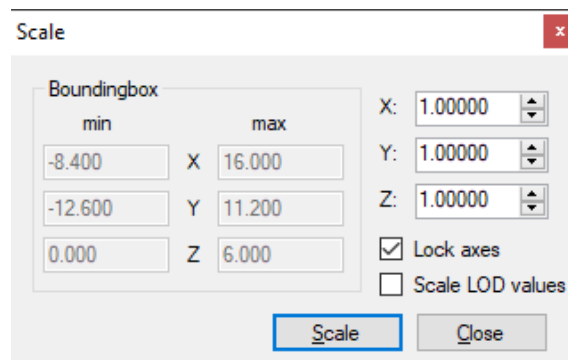 Scale
x
Boundingbox
min max
-8.400 X 16.000
-12.600 Y 11.200
0.000 Z 6.000
X: 1.00000
Y: 1.00000
Z: 1.00000
Lock axes
Scale LOD values
Scale Close